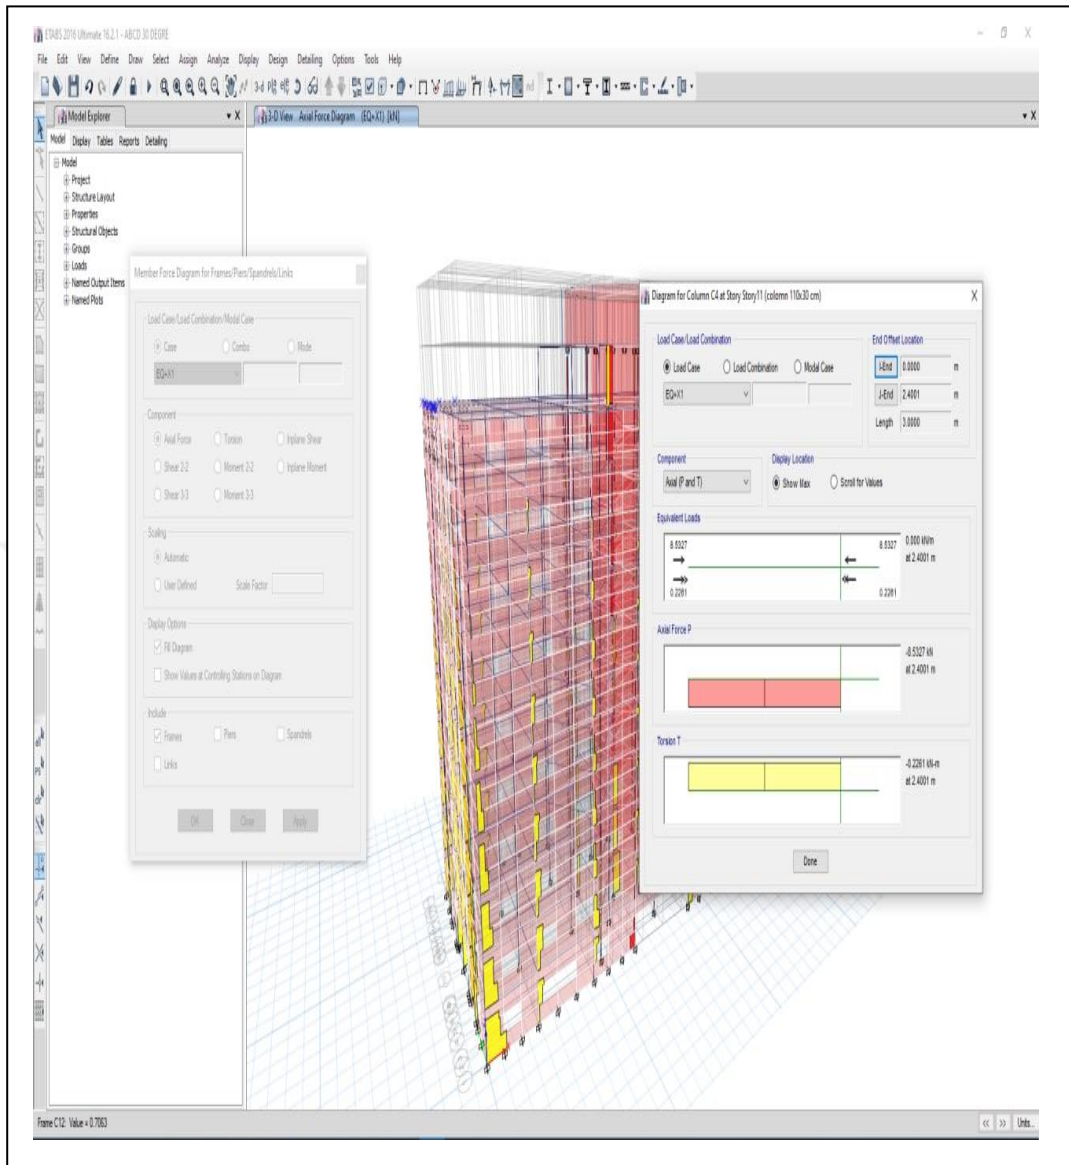 ETABS 2016 Ultimate 16.2.1 - ABCD 30 DEGRE
File Edit View Define Draw Select Assign Analyze Display Design Detailing Options Tools Help
Model Explorer
3-D View Axial Force Diagram (EQ+X1) [kN]
Model Display Tables Reports Detailing
Model
Project
Structure Layout
Properties
Structural Objects
Groups
Loads
Named Output Items
Named Plots
Member Force Diagram for Frames/Piers/Spandrels/Links
Load Case/Load Combination/Modal Case
Case Combo Mode
EQ+X1
Component
Axial Force Torsion Inplane Shear
Shear 2-2 Moment 2-2 Inplane Moment
Shear 3-3 Moment 3-3
Scaling
Automatic
User Defined Scale Factor
Display Options
Fill Diagram
Show Values at Controlling Stations on Diagram
Include
Frames Piers Spandrels
Links
OK Close Apply
Diagram for Column C4 at Story Story11 (colomn 110x30 cm)
Load Case/Load Combination
Load Case Load Combination Modal Case
EQ+X1
End Offset Location
I-End 0.0000 m
J-End 2.4001 m
Length 3.0000 m
Component
Axial (P and T)
Display Location
Show Max Scroll for Values
Equivalent Loads
8.5327 8.5327
0.2261 0.2261
0.000 kN/m
at 2.4001 m
Axial Force P
-8.5327 kN
at 2.4001 m
Torsion T
-0.2261 kN-m
at 2.4001 m
Done
Frame C12: Value = 0.7063
<< >> Units...